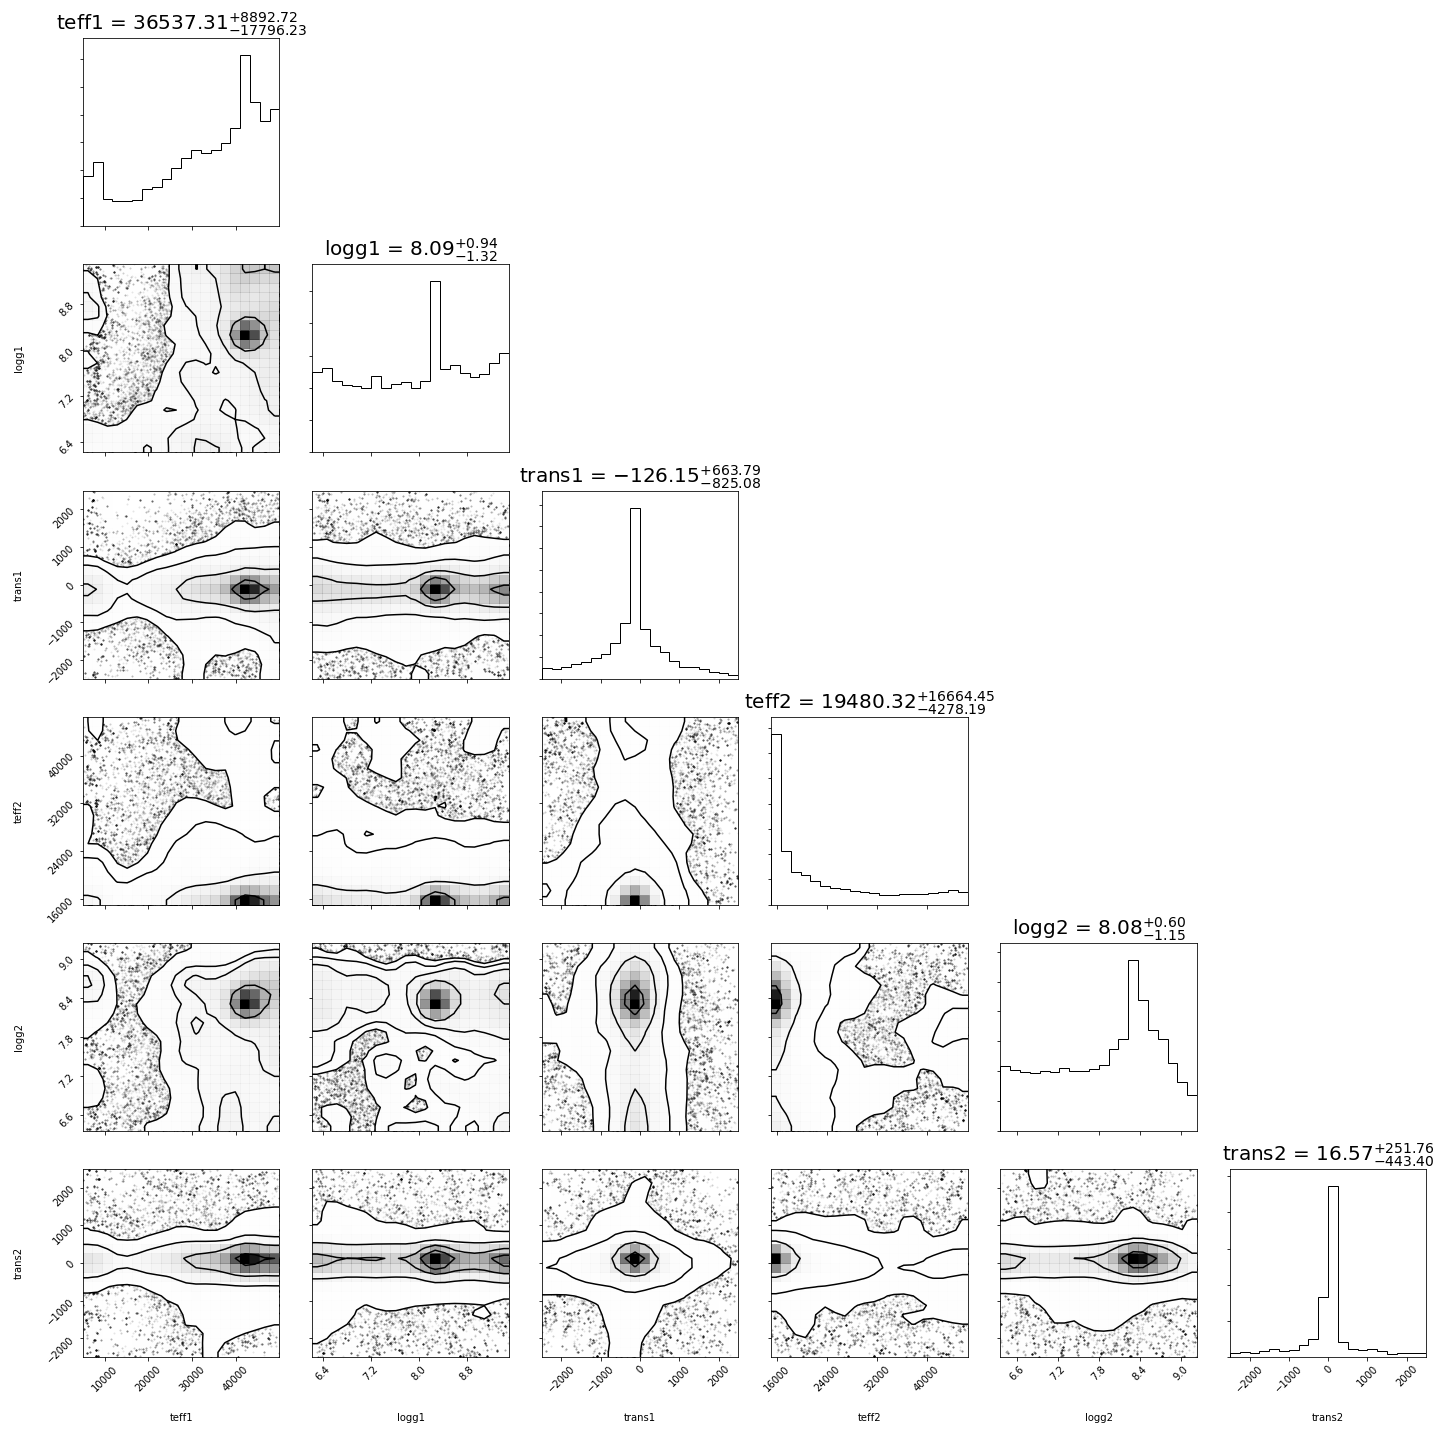 teff1 = 36537.31 +8892.72 −17796.23
logg1 = 8.09 +0.94 −1.32
8.8
8.0
7.2
6.4
logg1
trans1 = −126.15 +663.79 −825.08
2000
1000
0
−1000
−2000
trans1
teff2 = 19480.32 +16664.45 −4278.19
40000
32000
24000
16000
teff2
logg2 = 8.08 +0.60 −1.15
9.0
8.4
7.8
7.2
6.6
logg2
trans2 = 16.57 +251.76 −443.40
2000
1000
0
−1000
−2000
trans2
10000 20000 30000 40000
6.4 7.2 8.0 8.8
−2000 −1000 0 1000 2000
16000 24000 32000 40000
6.6 7.2 7.8 8.4 9.0
−2000 −1000 0 1000 2000
teff1 logg1 trans1 teff2 logg2 trans2